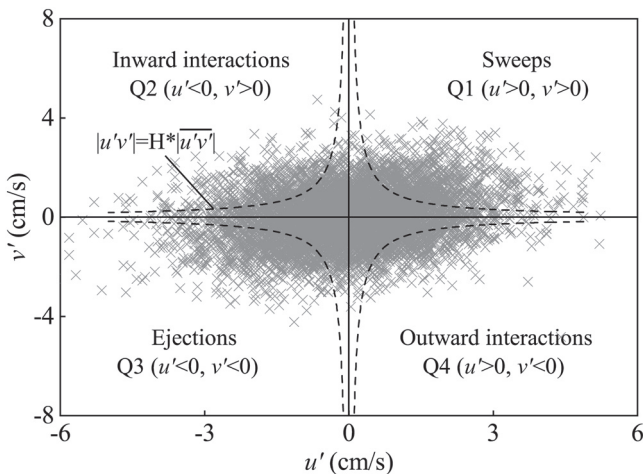 Inward interactions
Q2 (u'<0, v'>0)
Sweeps
Q1 (u'>0, v'>0)
|u'v'|=H*|u'v'|
Ejections
Q3 (u'<0, v'<0)
Outward interactions
Q4 (u'>0, v'<0)
8
4
0
-4
-8
v' (cm/s)
-6
-3
0
3
6
u' (cm/s)